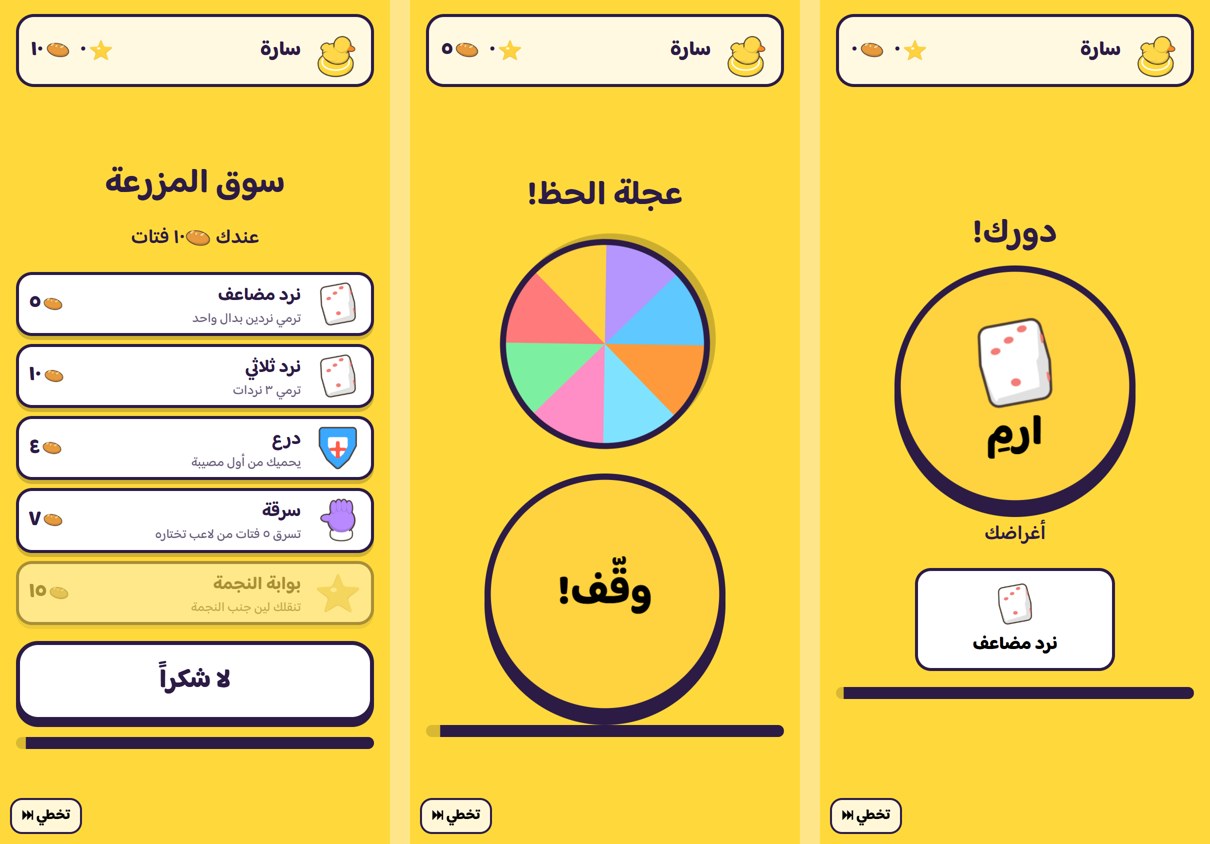 سارة
٠
١٠
سوق المزرعة
عندك ١٠ فتات
نرد مضاعف
ترمي نردين بدال واحد
٥
نرد ثلاثي
ترمي ٣ نردات
١٠
درع
يحميك من أول مصيبة
٤
سرقة
تسرق ٥ فتات من لاعب تختاره
٧
بوابة النجمة
تنقلك لين جنب النجمة
١٥
لا شكراً
تخطي
سارة
٠
٥
عجلة الحظ!
وقّف!
تخطي
سارة
٠
٠
دورك!
ارمِ
أغراضك
نرد مضاعف
تخطي